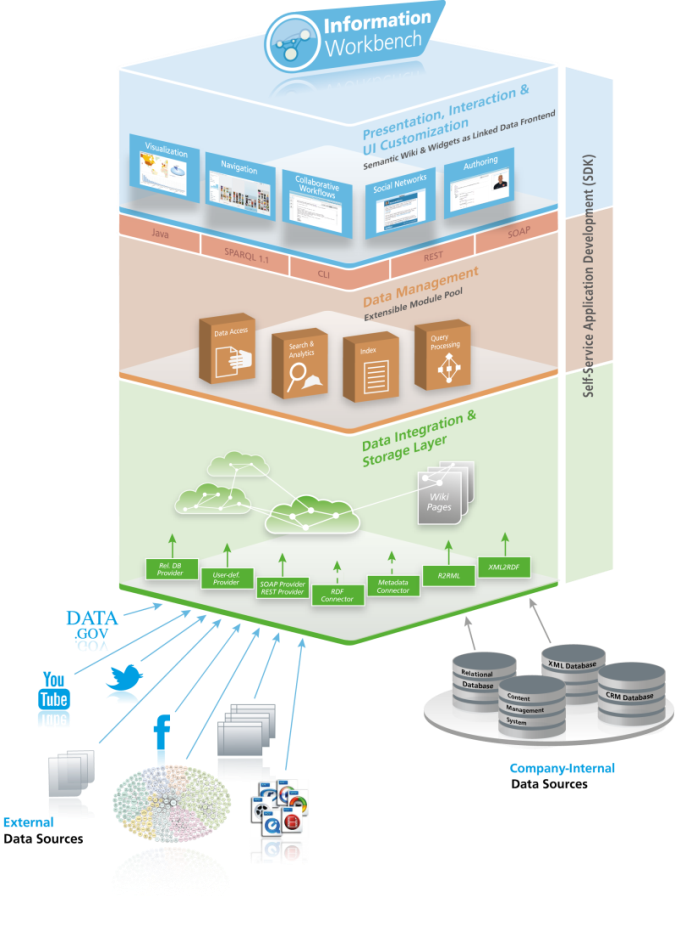 Information
Workbench
Presentation, Interaction &
UI Customization
Semantic Wiki & Widgets as Linked Data Frontend
Visualization
Navigation
Collaborative
Workflows
Social Networks
Authoring
Java
SPARQL 1.1
CLI
REST
SOAP
Data Management
Extensible Module Pool
Data Access
Search &
Analytics
Index
Query
Processing
Self-Service Application Development (SDK)
Data Integration &
Storage Layer
Wiki
Pages
Rel. DB
Provider
User-def.
Provider
SOAP Provider
REST Provider
RDF
Connector
Metadata
Connector
R2RML
XML2RDF
DATA
.GOV
You
Tube
Relational
Database
XML Database
Content
Management
System
CRM Database
Company-Internal
Data Sources
External
Data Sources